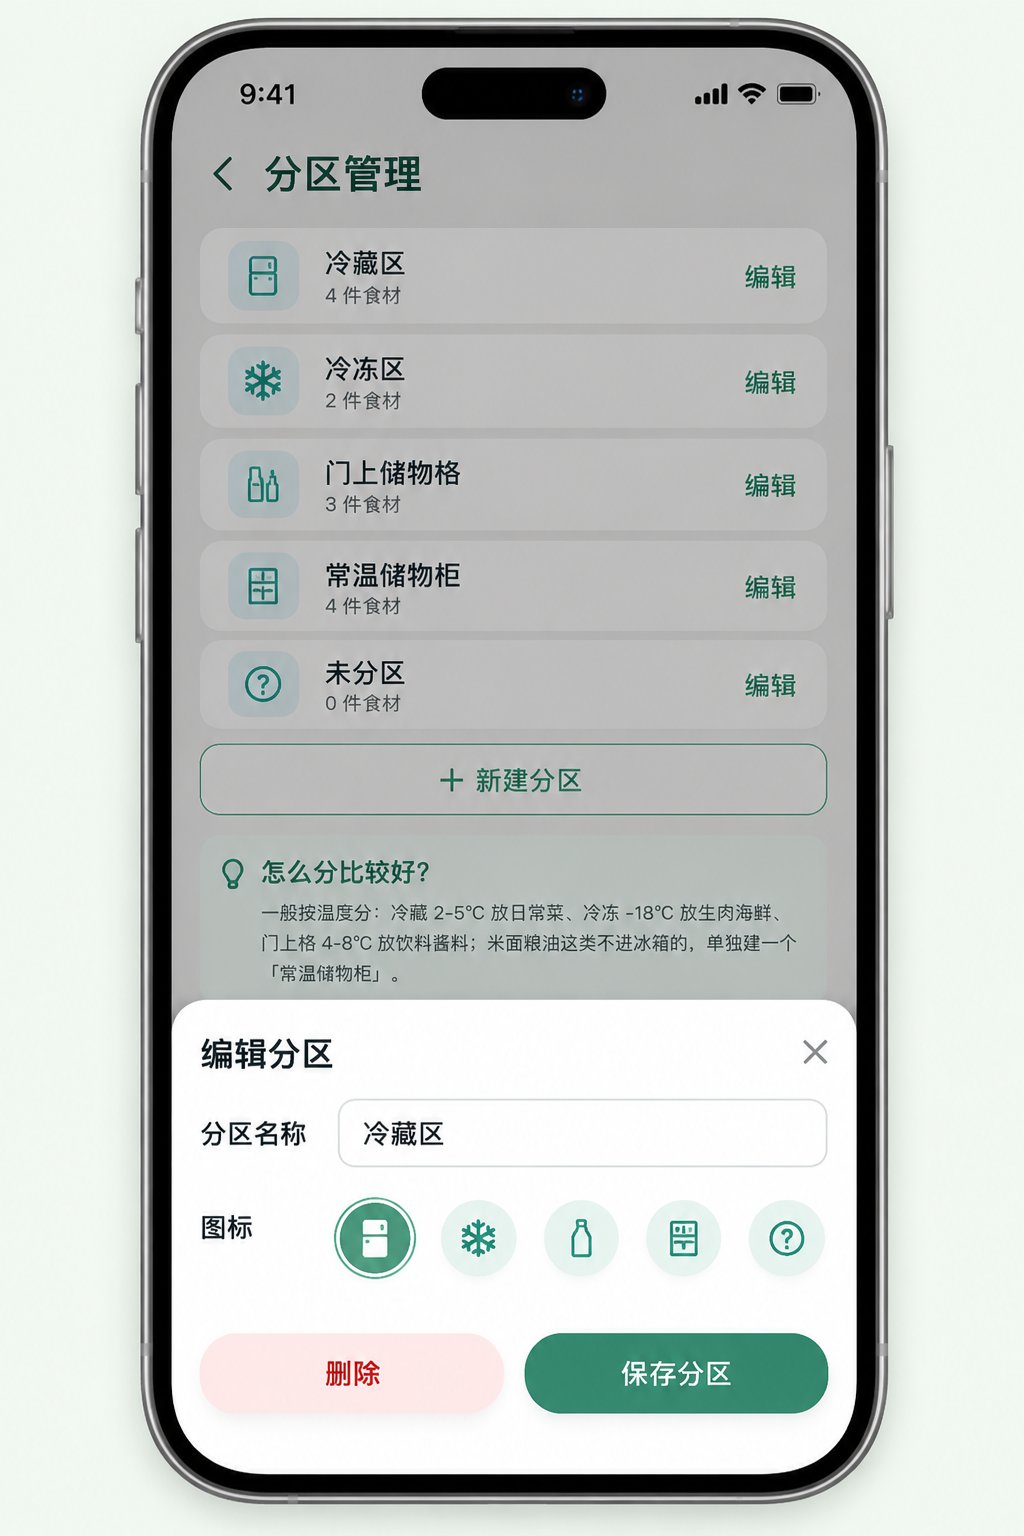 9:41
分区管理
冷藏区
4 件食材
编辑
冷冻区
2 件食材
编辑
门上储物格
3 件食材
编辑
常温储物柜
4 件食材
编辑
未分区
0 件食材
编辑
+ 新建分区
怎么分比较好?
一般按温度分：冷藏 2-5°C 放日常菜、冷冻 -18°C 放生肉海鲜、
门上格 4-8°C 放饮料酱料；米面粮油这类不进冰箱的，单独建一个
「常温储物柜」。
编辑分区
分区名称
冷藏区
图标
删除
保存分区